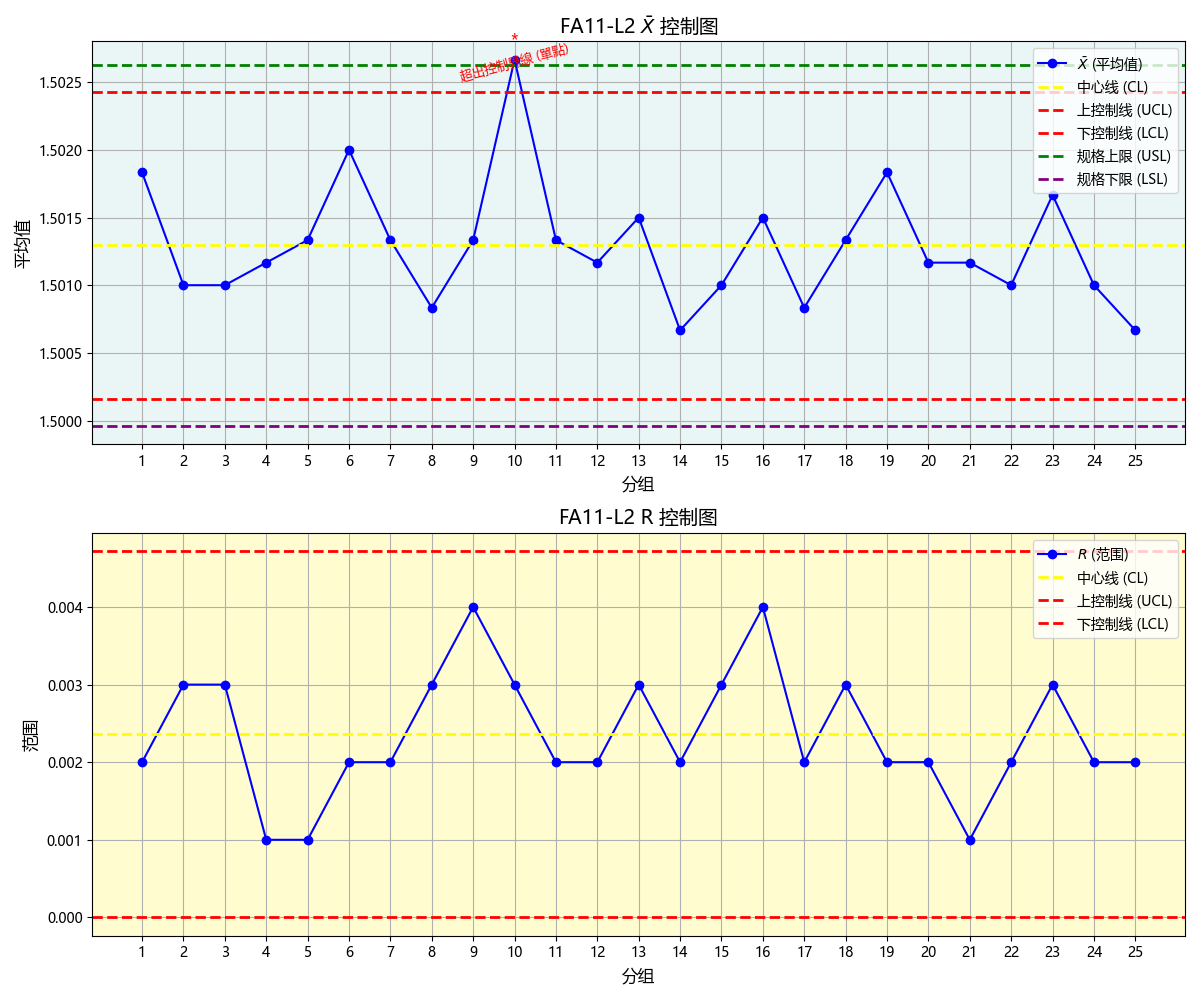 FA11-L2 X̄ 控制图
*
超出控制界線 (單點)
X̄ (平均值)
中心线 (CL)
上控制线 (UCL)
下控制线 (LCL)
规格上限 (USL)
规格下限 (LSL)
平均值
1.5025
1.5020
1.5015
1.5010
1.5005
1.5000
1 2 3 4 5 6 7 8 9 10 11 12 13 14 15 16 17 18 19 20 21 22 23 24 25
分组
FA11-L2 R 控制图
R (范围)
中心线 (CL)
上控制线 (UCL)
下控制线 (LCL)
范围
0.004
0.003
0.002
0.001
0.000
1 2 3 4 5 6 7 8 9 10 11 12 13 14 15 16 17 18 19 20 21 22 23 24 25
分组